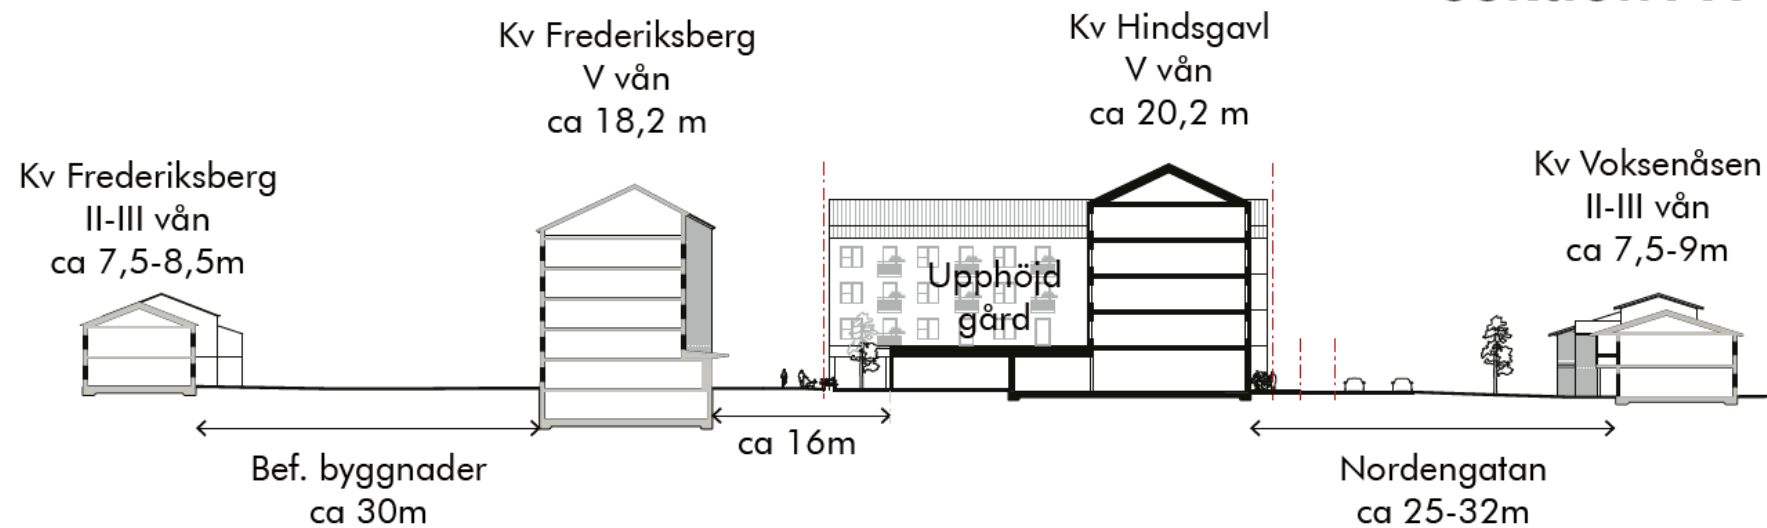 Kv Frederiksberg
V vån
ca 18,2 m
Kv Hindsgavl
V vån
ca 20,2 m
Kv Frederiksberg
II-III vån
ca 7,5-8,5m
Kv Voksenåsen
II-III vån
ca 7,5-9m
Upphöjd
gård
ca 16m
Bef. byggnader
ca 30m
Nordengatan
ca 25-32m